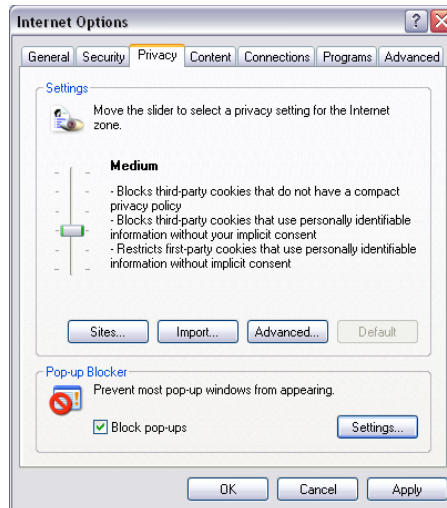 Internet Options
General Security Privacy Content Connections Programs Advanced
Settings
Move the slider to select a privacy setting for the Internet
zone.
Medium
- Blocks third-party cookies that do not have a compact
privacy policy
- Blocks third-party cookies that use personally identifiable
information without your implicit consent
- Restricts first-party cookies that use personally identifiable
information without implicit consent
Sites... Import... Advanced... Default
Pop-up Blocker
Prevent most pop-up windows from appearing.
Block pop-ups Settings...
OK Cancel Apply